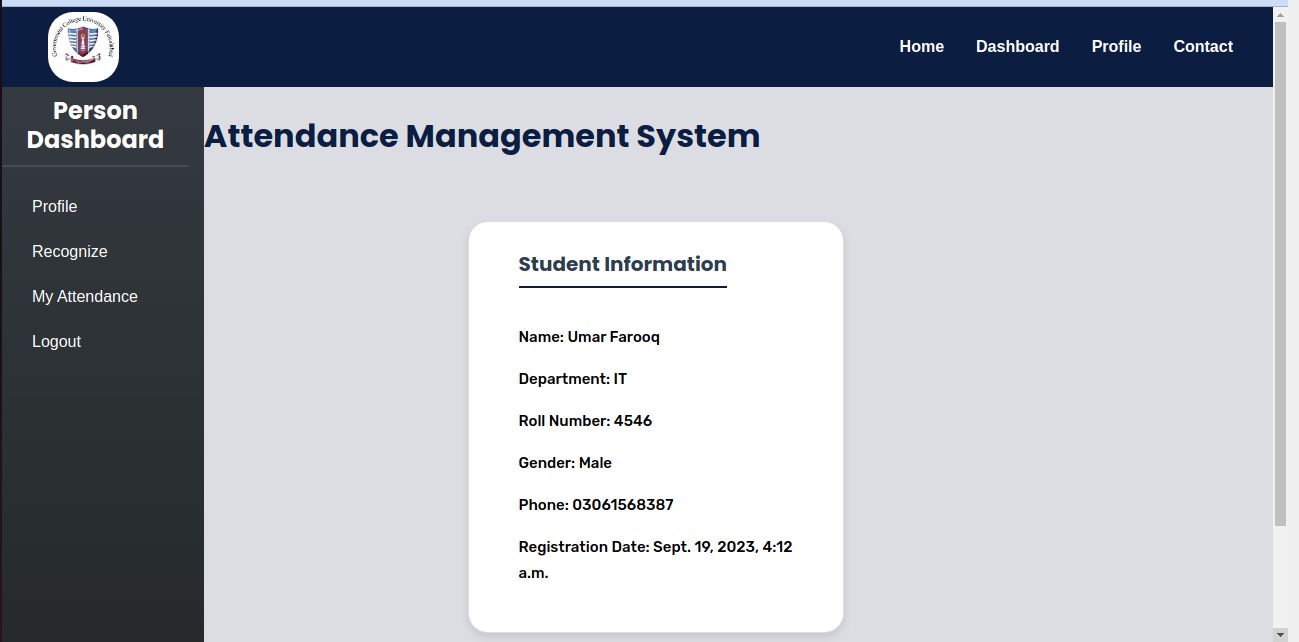 Government College University Faisalabad
Home Dashboard Profile Contact
Person
Dashboard
Profile
Recognize
My Attendance
Logout
Attendance Management System
Student Information
Name: Umar Farooq
Department: IT
Roll Number: 4546
Gender: Male
Phone: 03061568387
Registration Date: Sept. 19, 2023, 4:12
a.m.